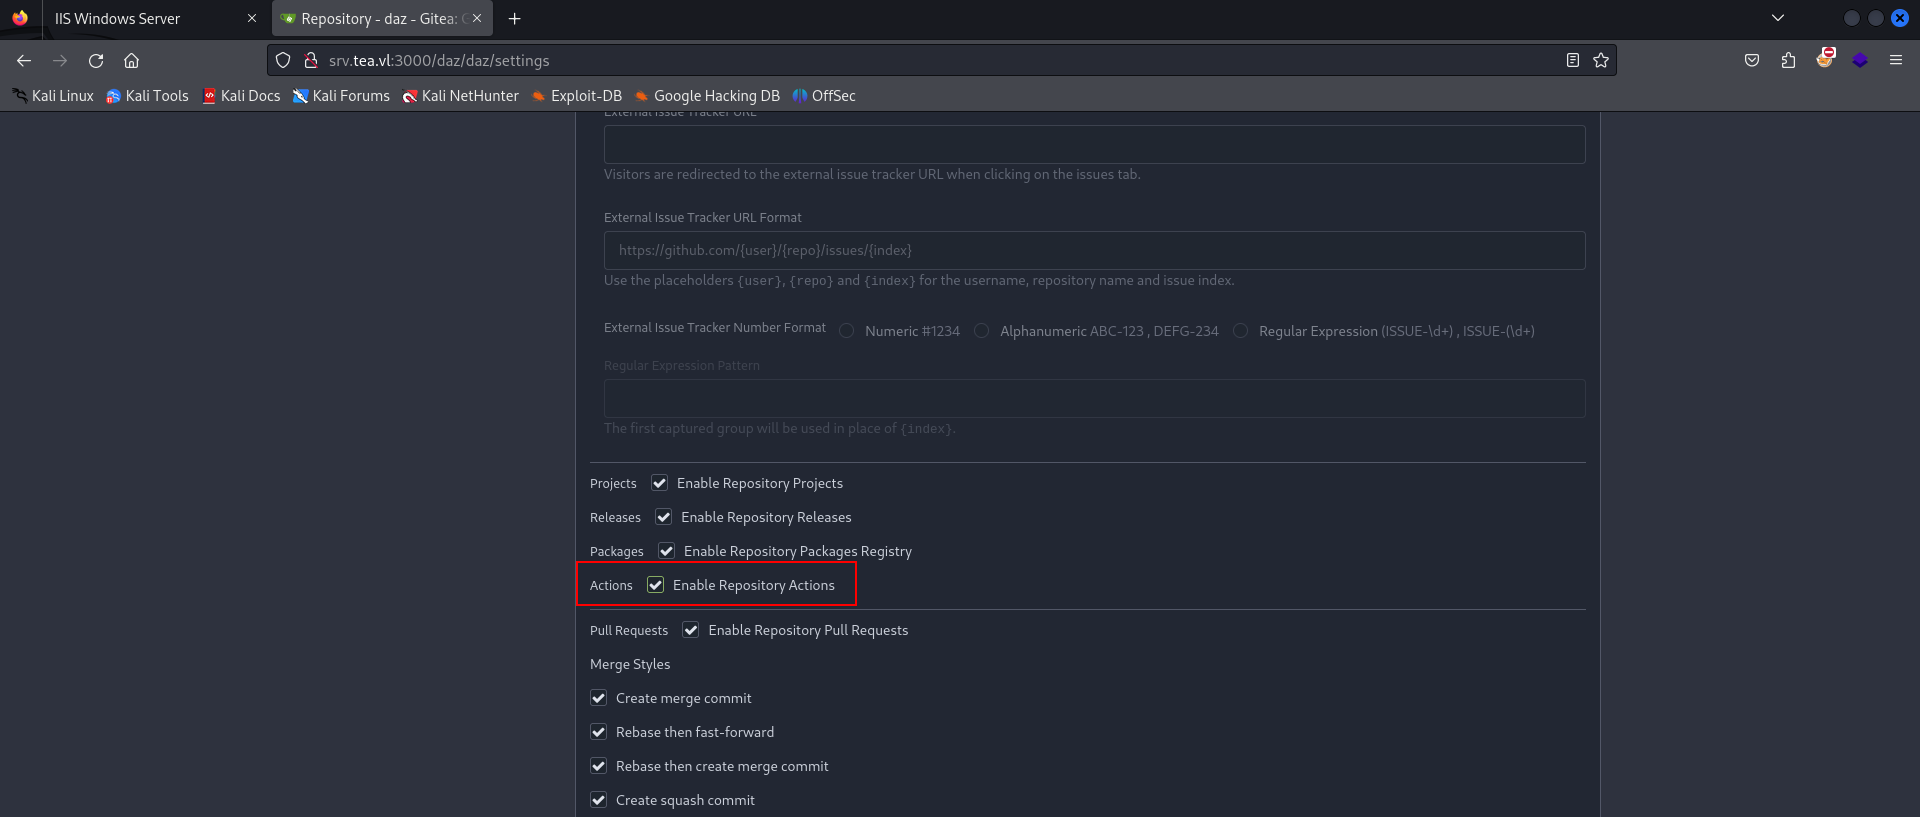 IIS Windows Server
Repository - daz - Gitea:
srv.tea.vl:3000/daz/daz/settings
Kali Linux Kali Tools Kali Docs Kali Forums Kali NetHunter Exploit-DB Google Hacking DB OffSec
External Issue Tracker URL
Visitors are redirected to the external issue tracker URL when clicking on the issues tab.
External Issue Tracker URL Format
https://github.com/{user}/{repo}/issues/{index}
Use the placeholders {user}, {repo} and {index} for the username, repository name and issue index.
External Issue Tracker Number Format Numeric #1234 Alphanumeric ABC-123 , DEFG-234 Regular Expression (ISSUE-\d+) , ISSUE-(\d+)
Regular Expression Pattern
The first captured group will be used in place of {index}.
Projects Enable Repository Projects
Releases Enable Repository Releases
Packages Enable Repository Packages Registry
Actions Enable Repository Actions
Pull Requests Enable Repository Pull Requests
Merge Styles
Create merge commit
Rebase then fast-forward
Rebase then create merge commit
Create squash commit